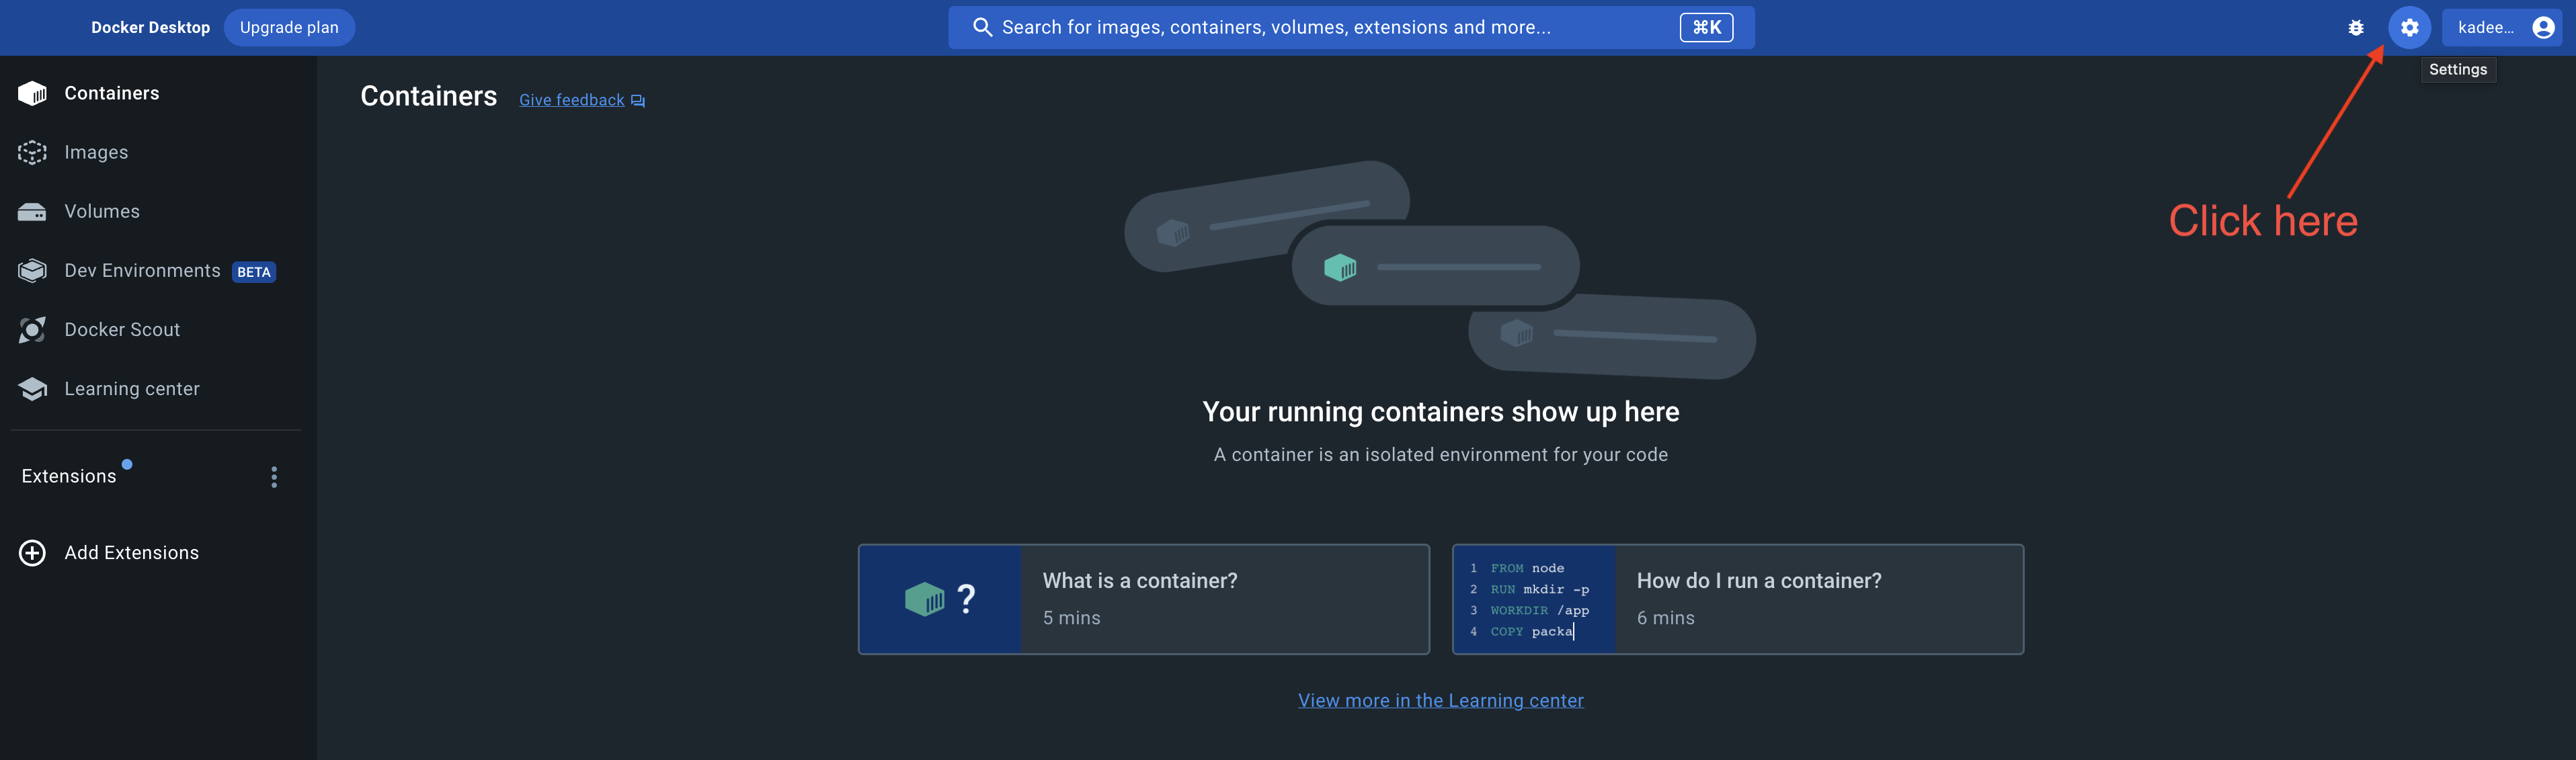 Docker Desktop
Upgrade plan
Search for images, containers, volumes, extensions and more...
⌘K
kadee...
Settings
Containers
Images
Volumes
Dev Environments BETA
Docker Scout
Learning center
Extensions
Add Extensions
Containers
Give feedback
Click here
Your running containers show up here
A container is an isolated environment for your code
?
What is a container?
5 mins
1 FROM node
2 RUN mkdir -p
3 WORKDIR /app
4 COPY packa
How do I run a container?
6 mins
View more in the Learning center